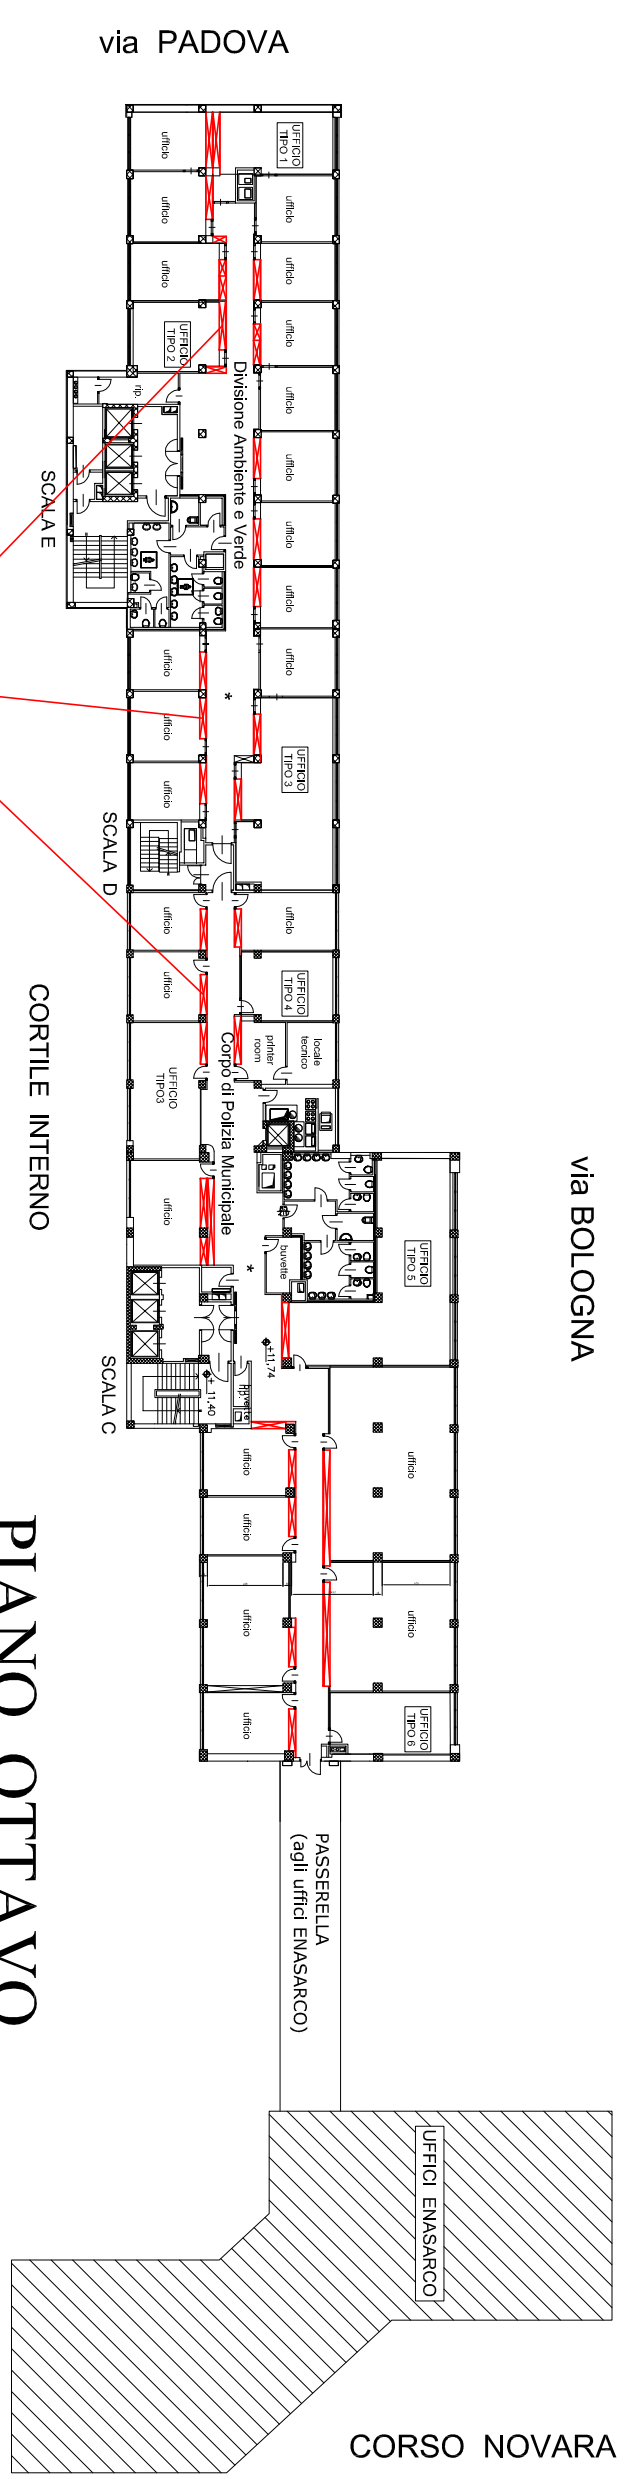 via PADOVA
ufficio
UFFICIO
TIPO 1
ufficio
ufficio
ufficio
ufficio
UFFICIO
TIPO 2
ufficio
rip.
Divisione Ambiente e Verde
ufficio
ufficio
SCALA E
ufficio
ufficio
ufficio
ufficio
ufficio
*
UFFICIO
TIPO 3
ufficio
SCALA D
ufficio
ufficio
ufficio
UFFICIO
TIPO 4
CORTILE INTERNO
Corpo di Polizia Municipale
printer
room
locale
tecnico
UFFICIO
TIPO3
via BOLOGNA
ufficio
buvette
*
UFFICIO
TIPO 5
+11,74
SCALA C
+ 11,40
buvette
rip.
ufficio
ufficio
ufficio
PIANO OTTAVO
ufficio
ufficio
ufficio
UFFICIO
TIPO 6
PASSERELLA
(agli uffici ENASARCO)
UFFICI ENASARCO
CORSO NOVARA